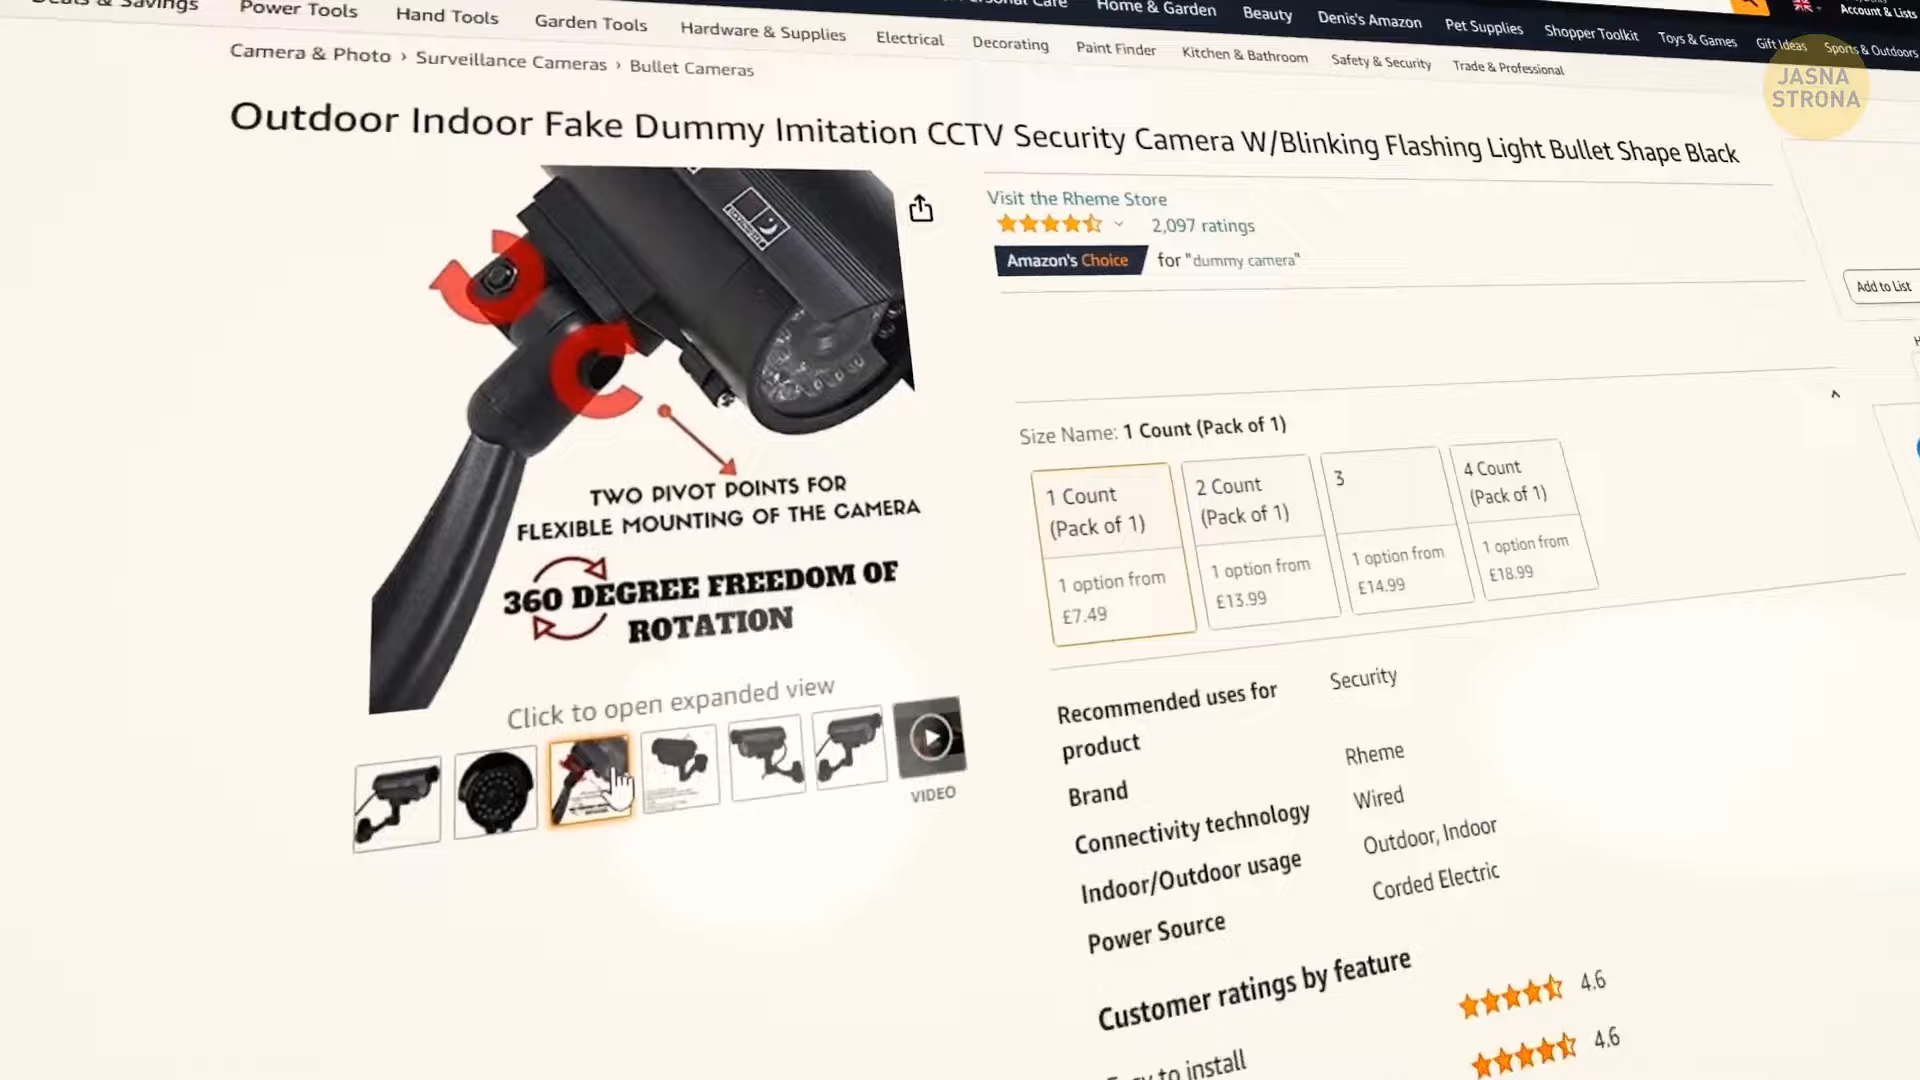 Deals & Savings
Power Tools
Hand Tools
Garden Tools
Hardware & Supplies
Electrical
Decorating
Paint Finder
Kitchen & Bathroom
Safety & Security
Trade & Professional
Home & Garden
Beauty
Denis's Amazon
Pet Supplies
Shopper Toolkit
Toys & Games
Gift Ideas
Sports & Outdoors
Account & Lists
JASNA
STRONA
Camera & Photo › Surveillance Cameras › Bullet Cameras
Outdoor Indoor Fake Dummy Imitation CCTV Security Camera W/Blinking Flashing Light Bullet Shape Black
Visit the Rheme Store
2,097 ratings
Amazon's Choice for "dummy camera"
Add to List
TWO PIVOT POINTS FOR
FLEXIBLE MOUNTING OF THE CAMERA
360 DEGREE FREEDOM OF
ROTATION
Click to open expanded view
VIDEO
Size Name: 1 Count (Pack of 1)
1 Count
(Pack of 1)
1 option from
£7.49
2 Count
(Pack of 1)
1 option from
£13.99
3
1 option from
£14.99
4 Count
(Pack of 1)
1 option from
£18.99
Recommended uses for
product
Security
Brand
Rheme
Connectivity technology
Wired
Indoor/Outdoor usage
Outdoor, Indoor
Power Source
Corded Electric
Customer ratings by feature
4.6
to install
4.6